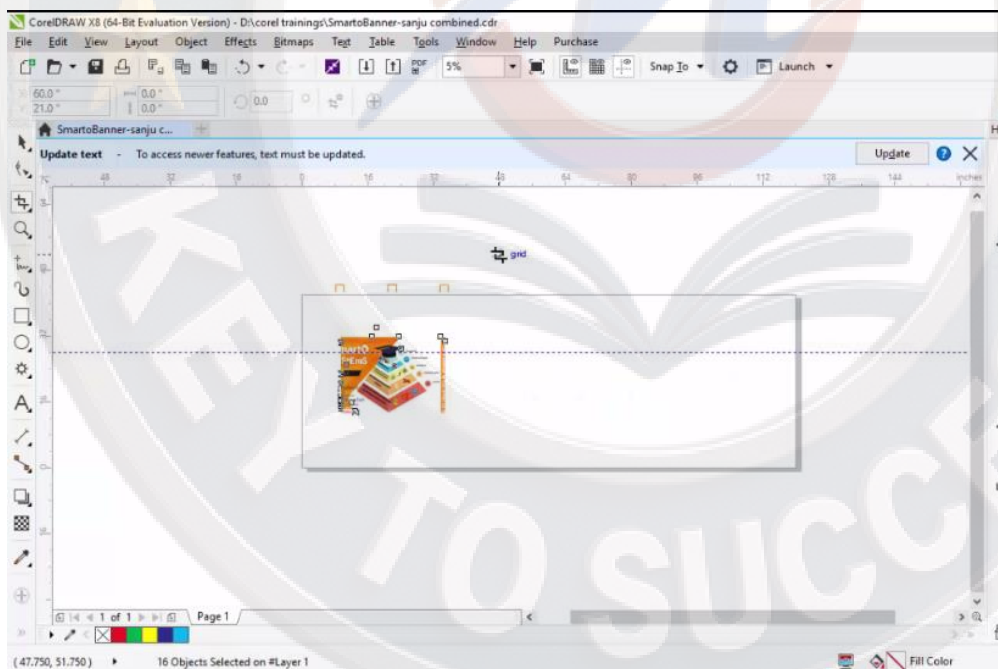 CorelDRAW X8 (64-Bit Evaluation Version) - D:\corel trainings\SmartoBanner-sanju combined.cdr
File Edit View Layout Object Effects Bitmaps Text Table Tools Window Help Purchase
PDF 5% Snap To Launch
60.0 " 0.0 "
21.0 " 0.0 " 0.0
SmartoBanner-sanju c...
Update text - To access newer features, text must be updated. Update
48 32 16 0 16 32 48 64 80 96 112 128 144 inches
grid
KEY TO SUCCE
1 of 1 Page 1
( 47.750, 51.750 ) 16 Objects Selected on #Layer 1 Fill Color